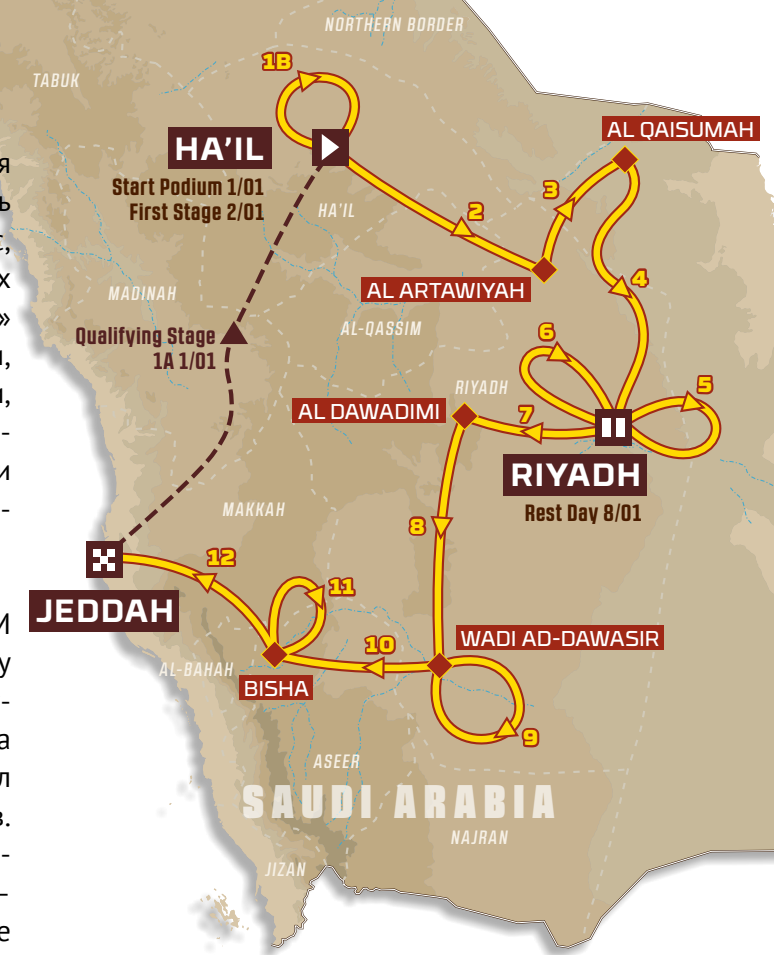 я
ь
х
»
-
и
-
И
у
-
а
л
-
–
е
NORTHERN BORDER
TABUK
1B
HA'IL
Start Podium 1/01
First Stage 2/01
HA'IL
2
3
AL QAISUMAH
4
AL ARTAWIYAH
MADINAH
Qualifying Stage
1A 1/01
AL-QASSIM
6
5
RIYADH
AL DAWADIMI
7
RIYADH
Rest Day 8/01
MAKKAH
8
12
JEDDAH
11
10
WADI AD-DAWASIR
AL-BAHAH
BISHA
9
ASEER
SAUDI ARABIA
NAJRAN
JIZAN